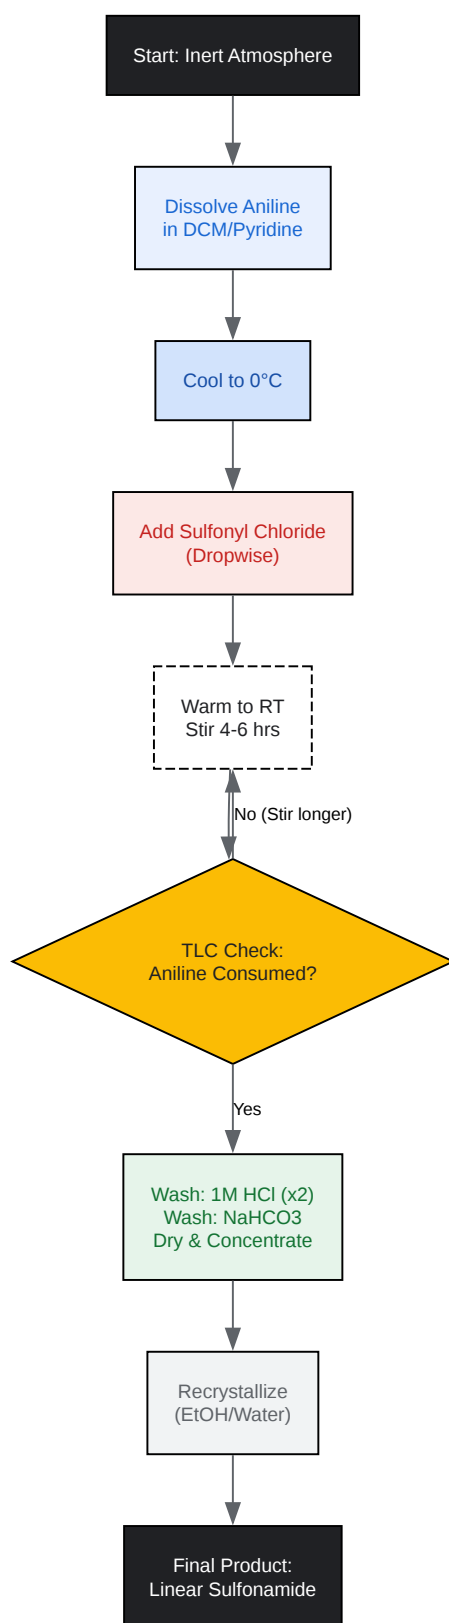 Start: Inert Atmosphere
Dissolve Aniline
in DCM/Pyridine
Cool to 0°C
Add Sulfonyl Chloride
(Dropwise)
Warm to RT
Stir 4-6 hrs
No (Stir longer)
TLC Check:
Aniline Consumed?
Yes
Wash: 1M HCl (x2)
Wash: NaHCO3
Dry & Concentrate
Recrystallize
(EtOH/Water)
Final Product:
Linear Sulfonamide